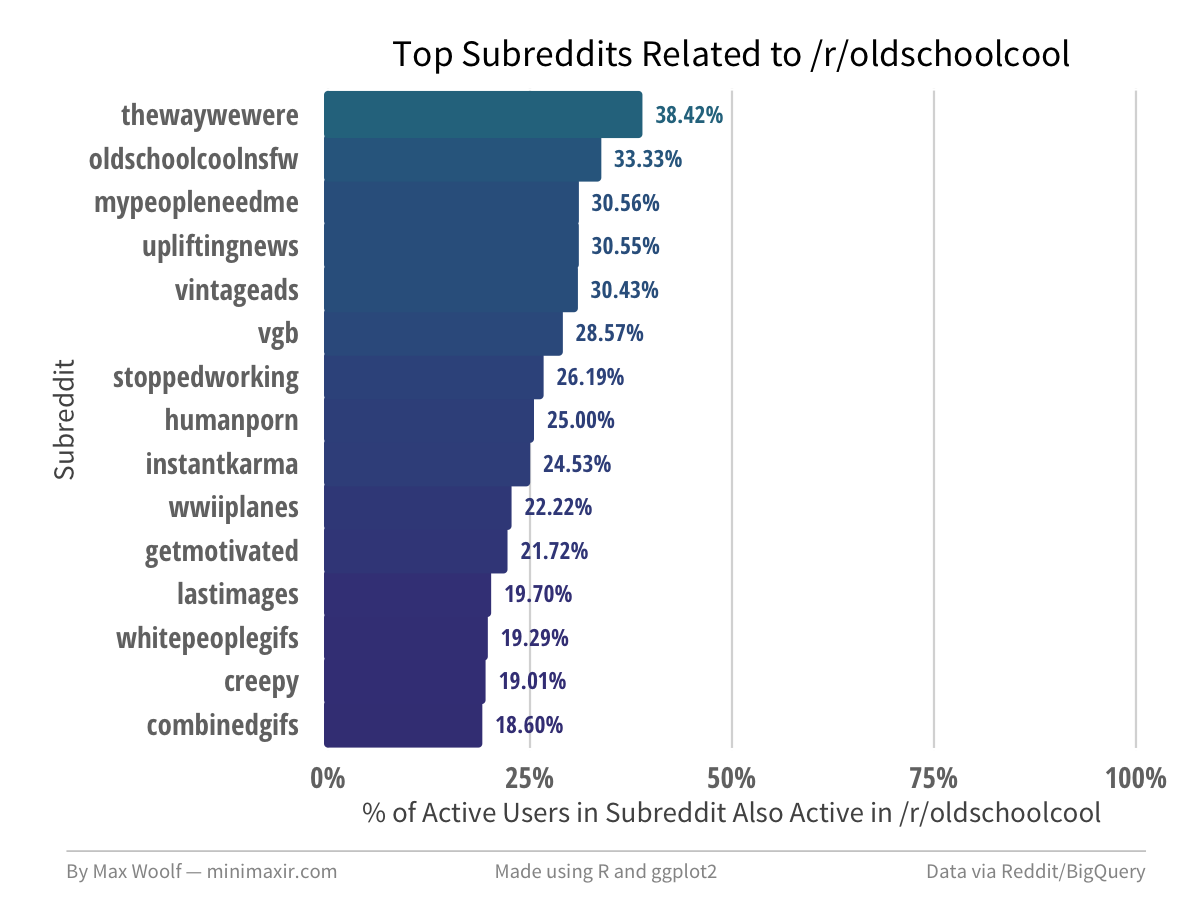 Top Subreddits Related to /r/oldschoolcool
thewaywewere 38.42%
oldschoolcoolnsfw 33.33%
mypeopleneedme 30.56%
upliftingnews 30.55%
vintageads 30.43%
vgb 28.57%
stoppedworking 26.19%
humanporn 25.00%
instantkarma 24.53%
wwiiplanes 22.22%
getmotivated 21.72%
lastimages 19.70%
whitepeoplegifs 19.29%
creepy 19.01%
combinedgifs 18.60%
Subreddit
0% 25% 50% 75% 100%
% of Active Users in Subreddit Also Active in /r/oldschoolcool
By Max Woolf — minimaxir.com Made using R and ggplot2 Data via Reddit/BigQuery